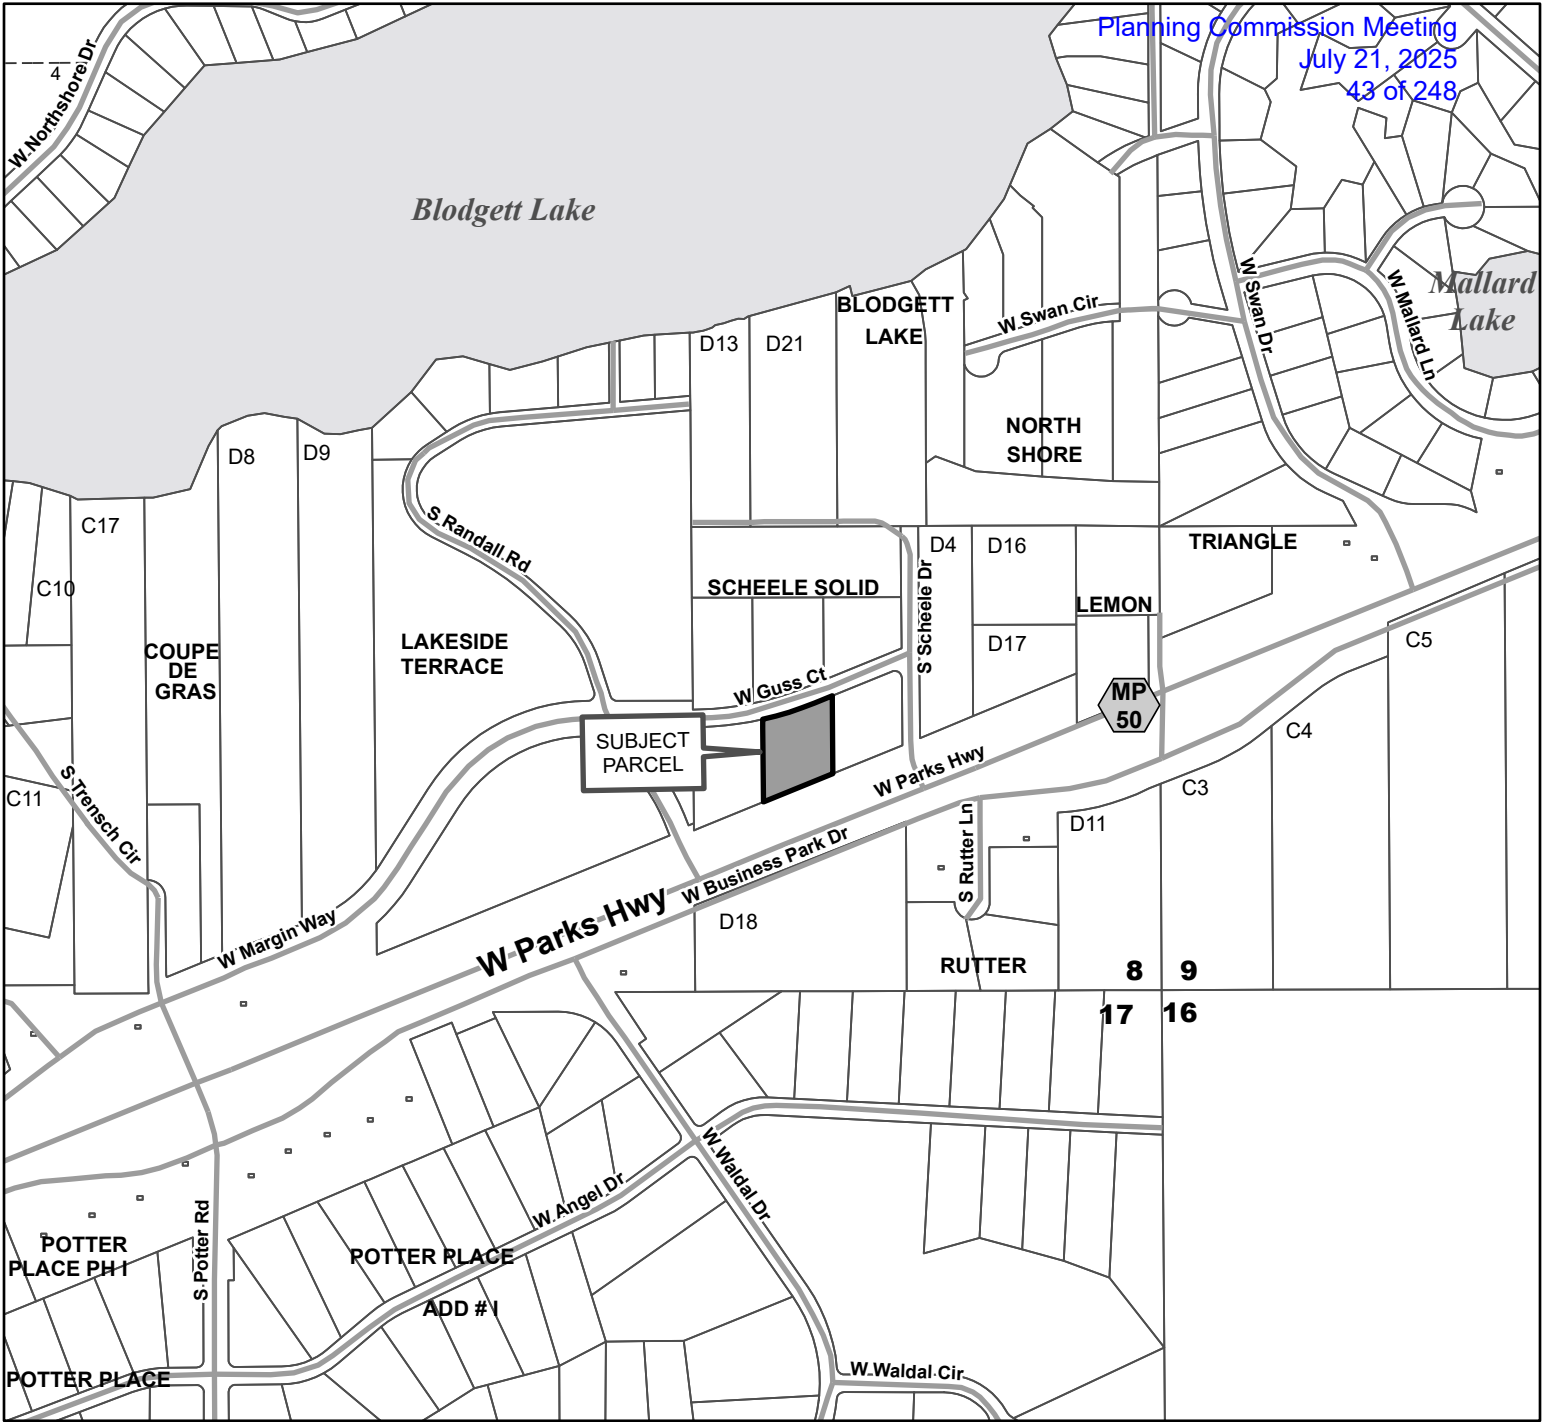 Planning Commission Meeting
July 21, 2025
43 of 248
4
W Northshore Dr
Blodgett Lake
Mallard
Lake
W Swan Dr
W Mallard Ln
W Swan Cir
BLODGETT
LAKE
D13
D21
NORTH
SHORE
D8
D9
C17
S Randall Rd
C10
SCHEELE SOLID
S Scheele Dr
D4
D16
TRIANGLE
LEMON
D17
C5
COUPE
DE
GRAS
LAKESIDE
TERRACE
W Guss Ct
MP
50
SUBJECT
PARCEL
C4
C3
C11
S Trensch Cir
W Parks Hwy
W Business Park Dr
S Rutter Ln
D11
W Margin Way
W Parks Hwy
D18
RUTTER
8
9
17
16
W Waldal Dr
W Angel Dr
S Potter Rd
POTTER
PLACE PH I
POTTER PLACE
ADD # I
POTTER PLACE
W Waldal Cir